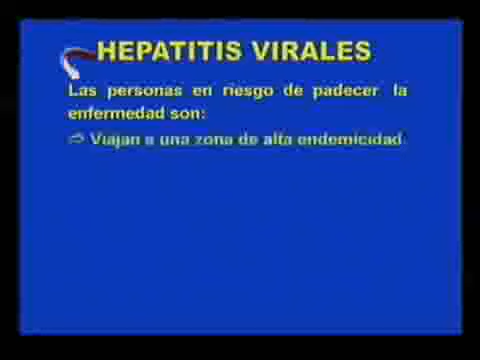 HEPATITIS VIRALES
Las personas en riesgo de padecer la
enfermedad son:
➩ Viajan a una zona de alta endemicidad.